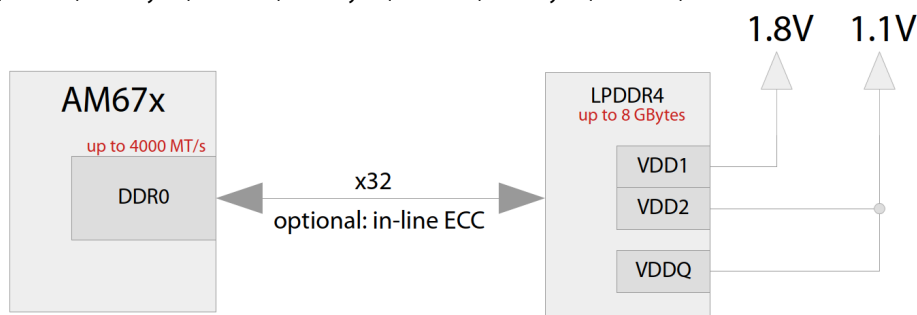 1.8V 1.1V
AM67x
LPDDR4
up to 8 GBytes
up to 4000 MT/s
VDD1
DDR0
x32
VDD2
optional: in-line ECC
VDDQ